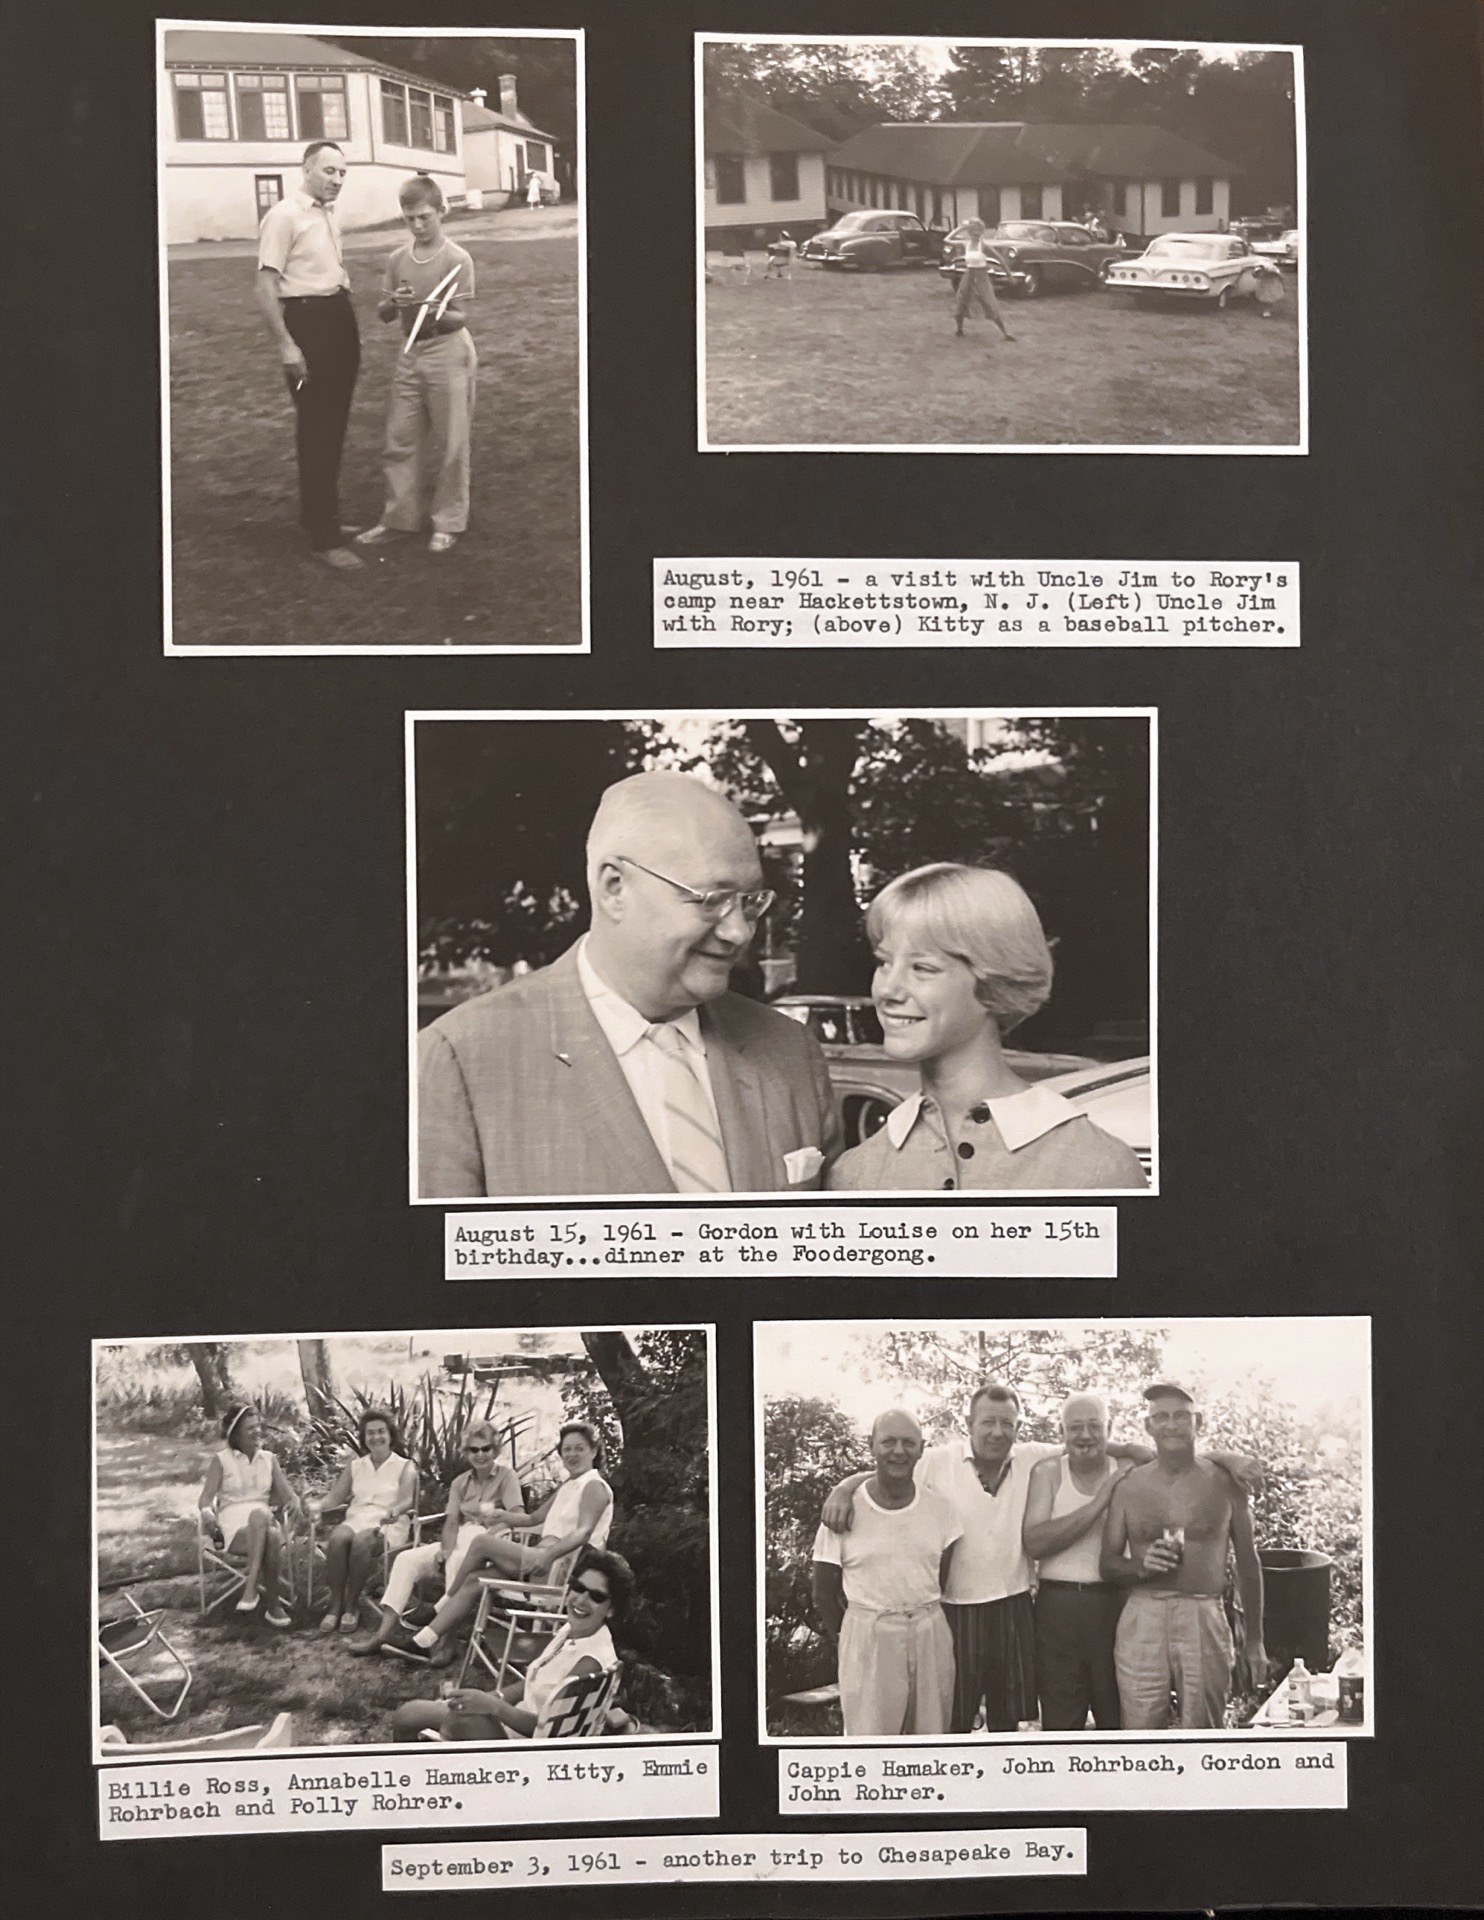 August, 1961 - a visit with Uncle Jim to Rory's
camp near Hackettstown, N. J. (Left) Uncle Jim
with Rory; (above) Kitty as a baseball pitcher.
August 15, 1961 - Gordon with Louise on her 15th
birthday...dinner at the Foodergong.
Billie Ross, Annabelle Hamaker, Kitty, Emmie
Rohrbach and Polly Rohrer.
Cappie Hamaker, John Rohrbach, Gordon and
John Rohrer.
September 3, 1961 - another trip to Chesapeake Bay.